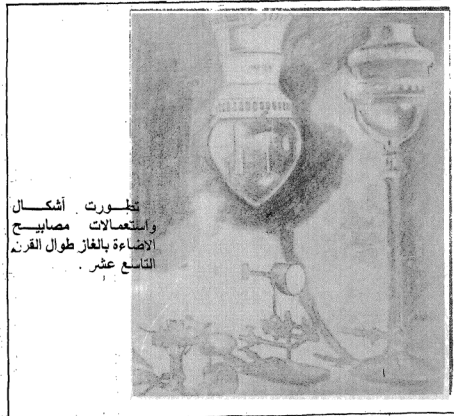 تطورت أشكال
واستعمالات مصابيح
الاضاءة بالغاز طوال القرن
التاسع عشر .